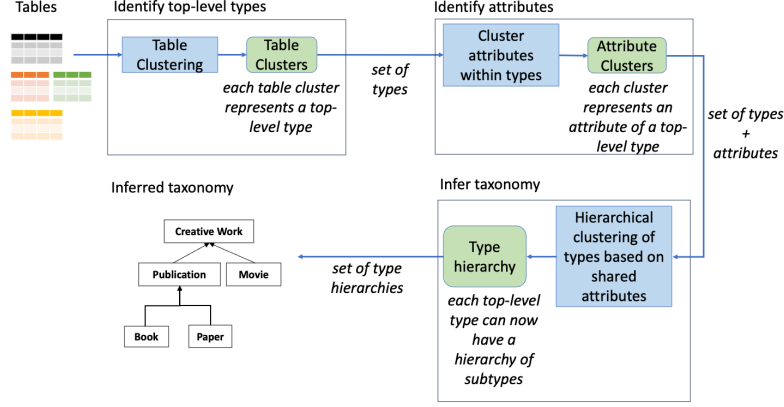 Tables
Identify top-level types
Table
Clustering
Table
Clusters
each table cluster
represents a top-
level type
set of
types
Identify attributes
Cluster
attributes
within types
Attribute
Clusters
each cluster
represents an
attribute of a top-
level type
set of types
+
attributes
Infer taxonomy
Hierarchical
clustering of
types based on
shared
attributes
Type
hierarchy
each top-level
type can now
have a
hierarchy of
subtypes
set of type
hierarchies
Inferred taxonomy
Creative Work
Publication
Movie
Book
Paper